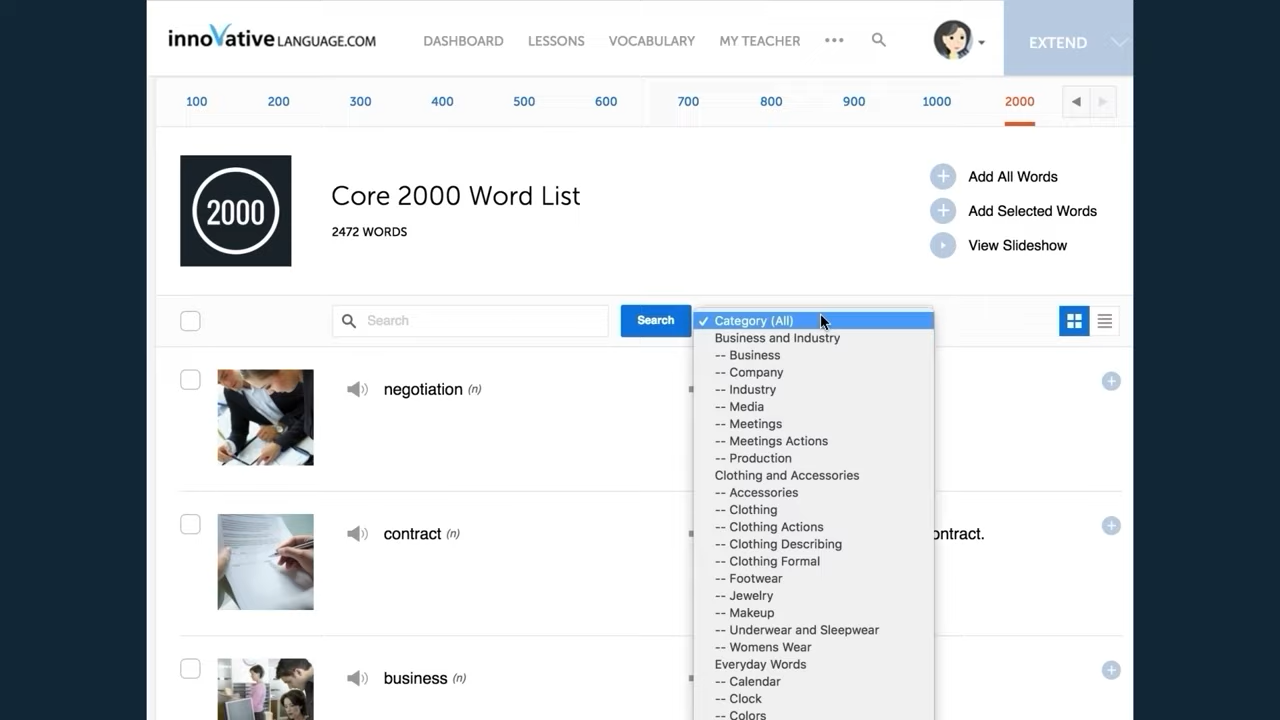 innoVative LANGUAGE.COM
DASHBOARD LESSONS VOCABULARY MY TEACHER ••• EXTEND
100 200 300 400 500 600 700 800 900 1000 2000
2000
Core 2000 Word List
2472 WORDS
Add All Words
Add Selected Words
View Slideshow
Search Search
✓ Category (All)
Business and Industry
-- Business
-- Company
-- Industry
-- Media
-- Meetings
-- Meetings Actions
-- Production
Clothing and Accessories
-- Accessories
-- Clothing
-- Clothing Actions
-- Clothing Describing
-- Clothing Formal
-- Footwear
-- Jewelry
-- Makeup
-- Underwear and Sleepwear
-- Womens Wear
Everyday Words
-- Calendar
-- Clock
-- Colors
negotiation (n)
contract (n) ontract.
business (n)